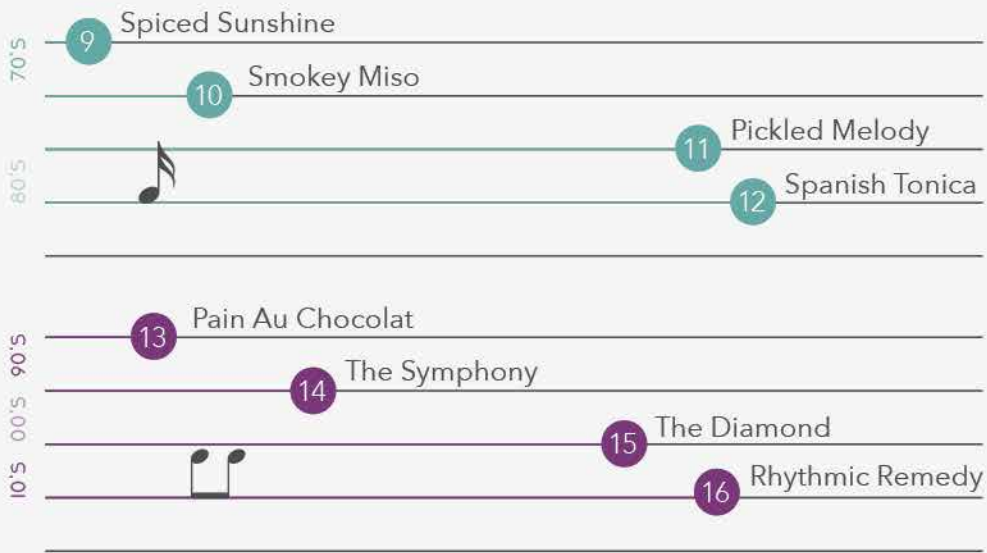 70.S
9 Spiced Sunshine
10 Smokey Miso
80.S
11 Pickled Melody
12 Spanish Tonica
90.S
13 Pain Au Chocolat
14 The Symphony
00.S
15 The Diamond
10.S
16 Rhythmic Remedy